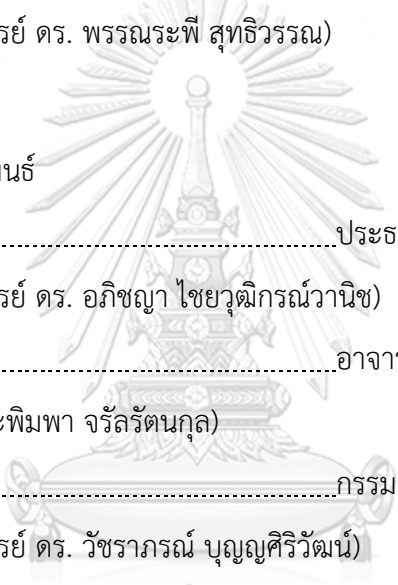 รย์ ดร. พรรณระพี สุทธิวรรณ)
นธ์
ประธ
รย์ ดร. อภิชญา ไชยวุฒิกรณ์วานิช)
อาจาร
ะพิมพา จรัลรัตนกุล)
กรรม
รย์ ดร. วัชราภรณ์ บุญญศิริวัฒน์)